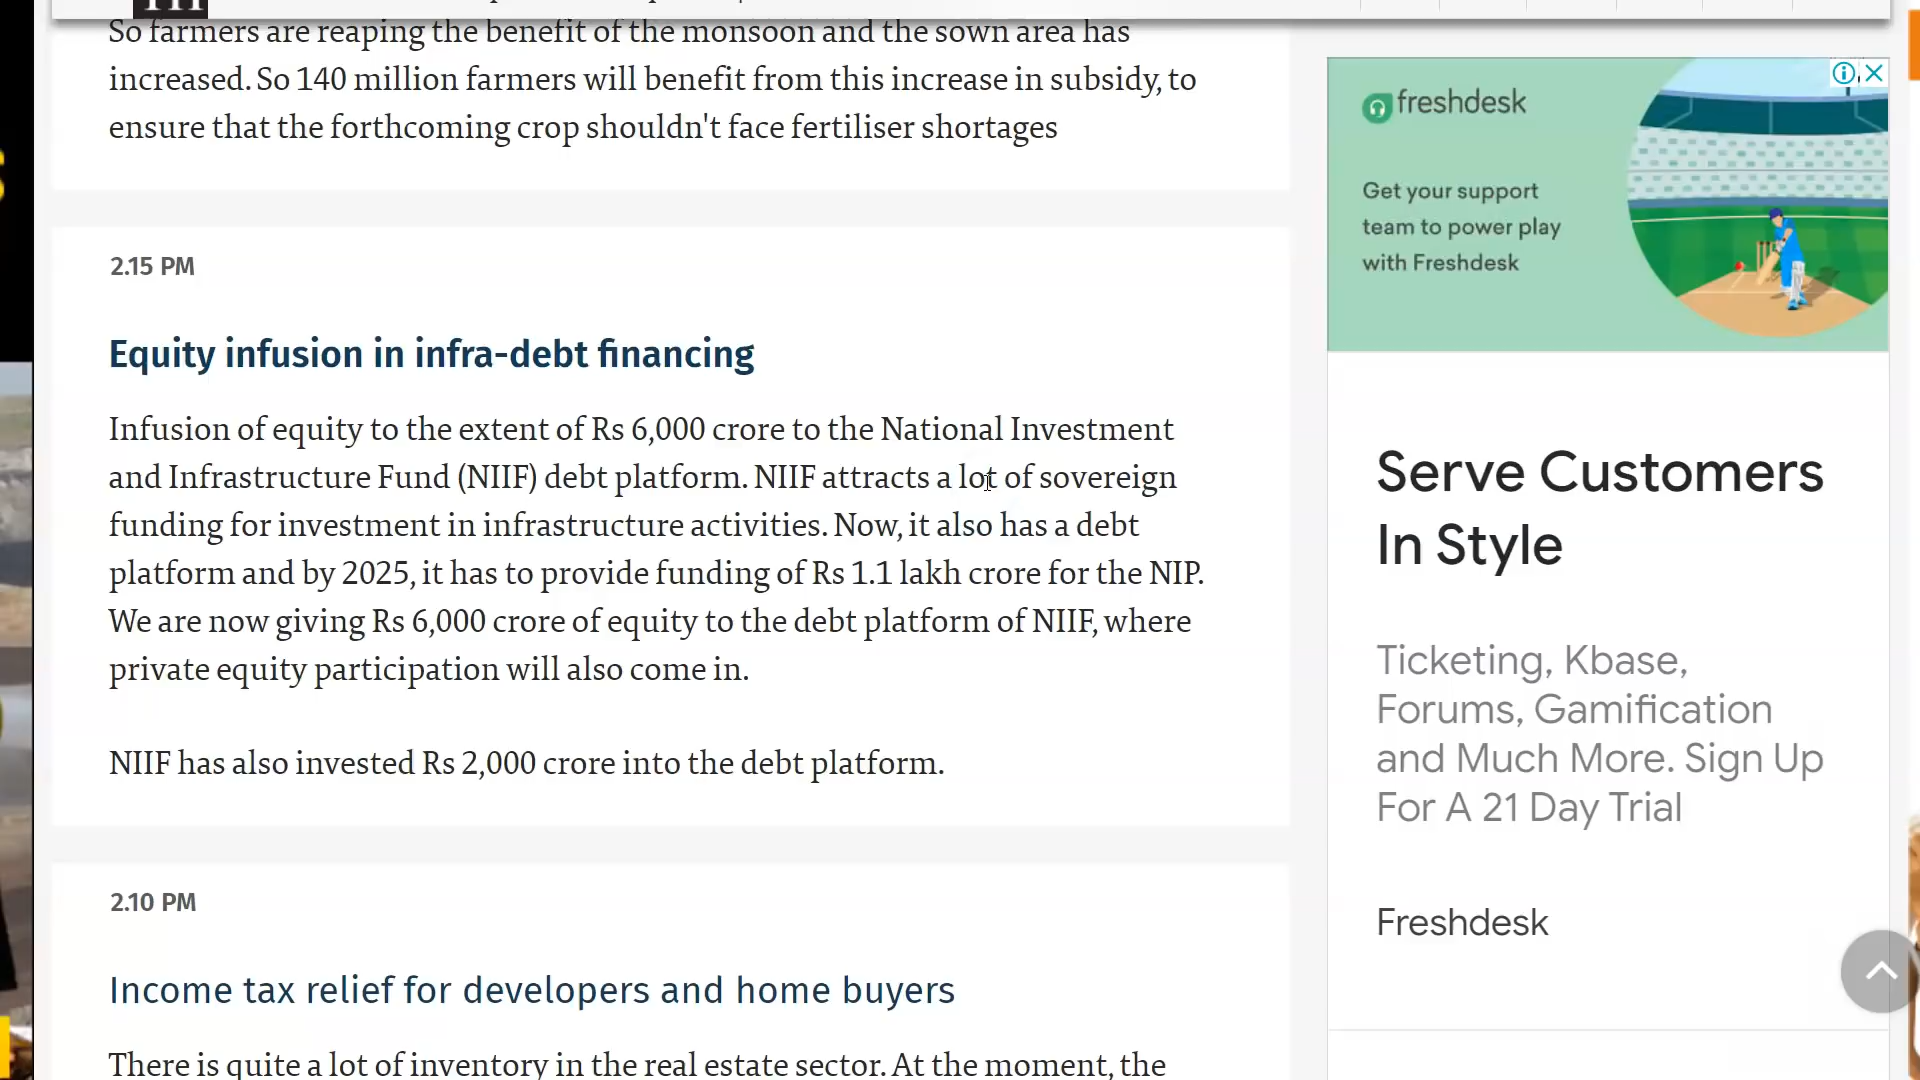 So farmers are reaping the benefit of the monsoon and the sown area has
increased. So 140 million farmers will benefit from this increase in subsidy, to
ensure that the forthcoming crop shouldn't face fertiliser shortages
2.15 PM
Equity infusion in infra-debt financing
Infusion of equity to the extent of Rs 6,000 crore to the National Investment
and Infrastructure Fund (NIIF) debt platform. NIIF attracts a lot of sovereign
funding for investment in infrastructure activities. Now, it also has a debt
platform and by 2025, it has to provide funding of Rs 1.1 lakh crore for the NIP.
We are now giving Rs 6,000 crore of equity to the debt platform of NIIF, where
private equity participation will also come in.
NIIF has also invested Rs 2,000 crore into the debt platform.
2.10 PM
Income tax relief for developers and home buyers
There is quite a lot of inventory in the real estate sector. At the moment, the
freshdesk
Get your support
team to power play
with Freshdesk
Serve Customers
In Style
Ticketing, Kbase,
Forums, Gamification
and Much More. Sign Up
For A 21 Day Trial
Freshdesk